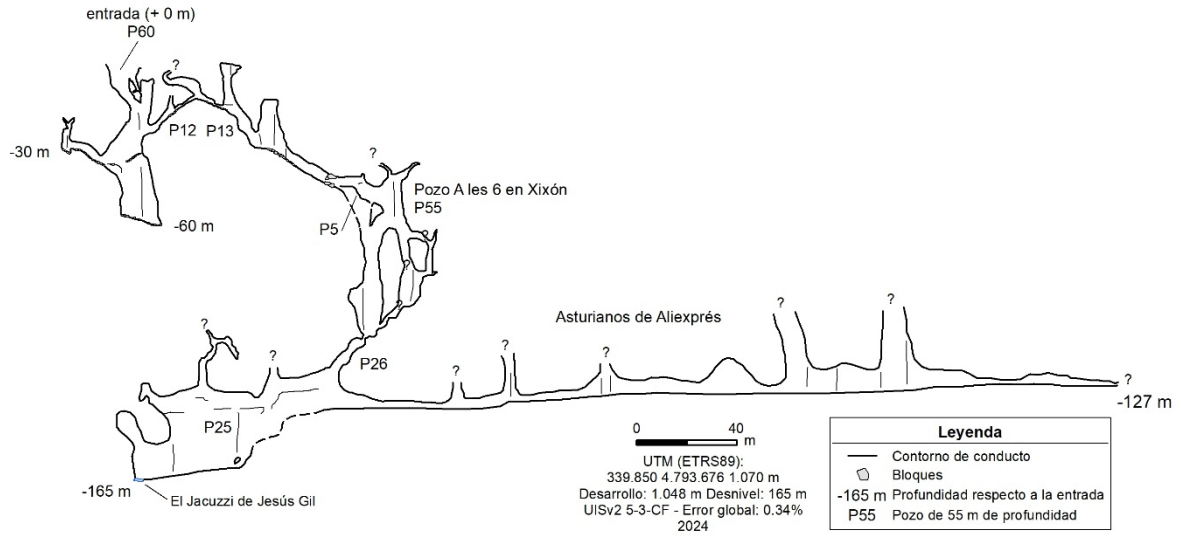 entrada (+ 0 m)
P60
?
-30 m
P12
P13
-60 m
?
Pozo A les 6 en Xixón
P55
P5
?
?
?
?
P26
?
?
?
Asturianos de Aliexprés
?
?
?
-127 m
P25
-165 m
El Jacuzzi de Jesús Gil
0 40
m
UTM (ETRS89):
339.850 4.793.676 1.070 m
Desarrollo: 1.048 m Desnivel: 165 m
UISv2 5-3-CF - Error global: 0.34%
2024
Leyenda
Contorno de conducto
Bloques
-165 m Profundidad respecto a la entrada
P55 Pozo de 55 m de profundidad